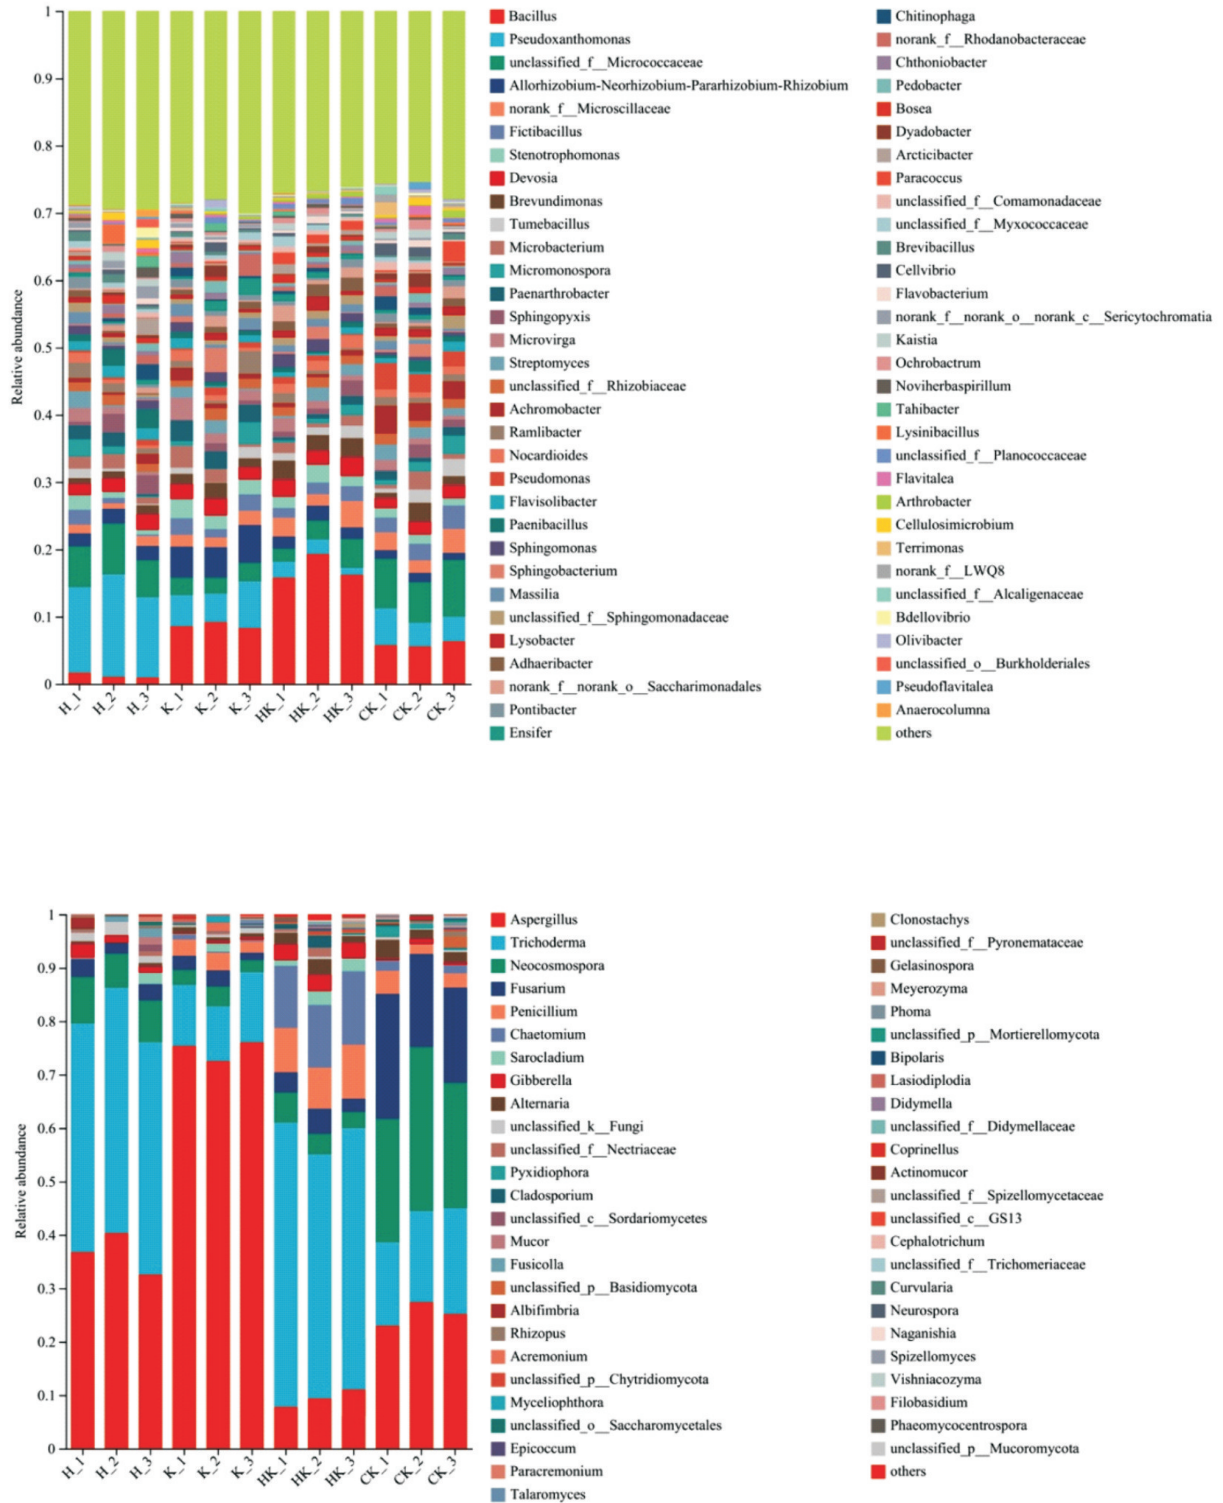 Relative abundance
1
0.9
0.8
0.7
0.6
0.5
0.4
0.3
0.2
0.1
0
H_1
H_2
H_3
K_1
K_2
K_3
HK_1
HK_2
HK_3
CK_1
CK_2
CK_3
Bacillus
Pseudoxanthomonas
unclassified_f__Micrococcaceae
Allorhizobium-Neorhizobium-Pararhizobium-Rhizobium
norank_f__Microscillaceae
Fictibacillus
Stenotrophomonas
Devosia
Brevundimonas
Tumebacillus
Microbacterium
Micromonospora
Paenarthrobacter
Sphingopyxis
Microvirga
Streptomyces
unclassified_f__Rhizobiaceae
Achromobacter
Ramlibacter
Nocardioides
Pseudomonas
Flavisolibacter
Paenibacillus
Sphingomonas
Sphingobacterium
Massilia
unclassified_f__Sphingomonadaceae
Lysobacter
Adhaeribacter
norank_f__norank_o__Saccharimonadales
Pontibacter
Ensifer
Chitinophaga
norank_f__Rhodanobacteraceae
Chthoniobacter
Pedobacter
Bosea
Dyadobacter
Arcticibacter
Paracoccus
unclassified_f__Comamonadaceae
unclassified_f__Myxococcaceae
Brevibacillus
Cellvibrio
Flavobacterium
norank_f__norank_o__norank_c__Sericytochromatia
Kaistia
Ochrobactrum
Noviherbaspirillum
Tahibacter
Lysinibacillus
unclassified_f__Planococcaceae
Flavitalea
Arthrobacter
Cellulosimicrobium
Terrimonas
norank_f__LWQ8
unclassified_f__Alcaligenaceae
Bdellovibrio
Olivibacter
unclassified_o__Burkholderiales
Pseudoflavitalea
Anaerocolumna
others
Relative abundance
1
0.9
0.8
0.7
0.6
0.5
0.4
0.3
0.2
0.1
0
H_1
H_2
H_3
K_1
K_2
K_3
HK_1
HK_2
HK_3
CK_1
CK_2
CK_3
Aspergillus
Trichoderma
Neocosmospora
Fusarium
Penicillium
Chaetomium
Sarocladium
Gibberella
Alternaria
unclassified_k__Fungi
unclassified_f__Nectriaceae
Pyxidiophora
Cladosporium
unclassified_c__Sordariomycetes
Mucor
Fusicolla
unclassified_p__Basidiomycota
Albifimbria
Rhizopus
Acremonium
unclassified_p__Chytridiomycota
Myceliophthora
unclassified_o__Saccharomycetales
Epicoccum
Paracremonium
Talaromyces
Clonostachys
unclassified_f__Pyronemataceae
Gelasinospora
Meyerozyma
Phoma
unclassified_p__Mortierellomycota
Bipolaris
Lasiodiplodia
Didymella
unclassified_f__Didymellaceae
Coprinellus
Actinomucor
unclassified_f__Spizellomycetaceae
unclassified_c__GS13
Cephalotrichum
unclassified_f__Trichomeriaceae
Curvularia
Neurospora
Naganishia
Spizellomyces
Vishniacozyma
Filobasidium
Phaeomycocentrospora
unclassified_p__Mucoromycota
others